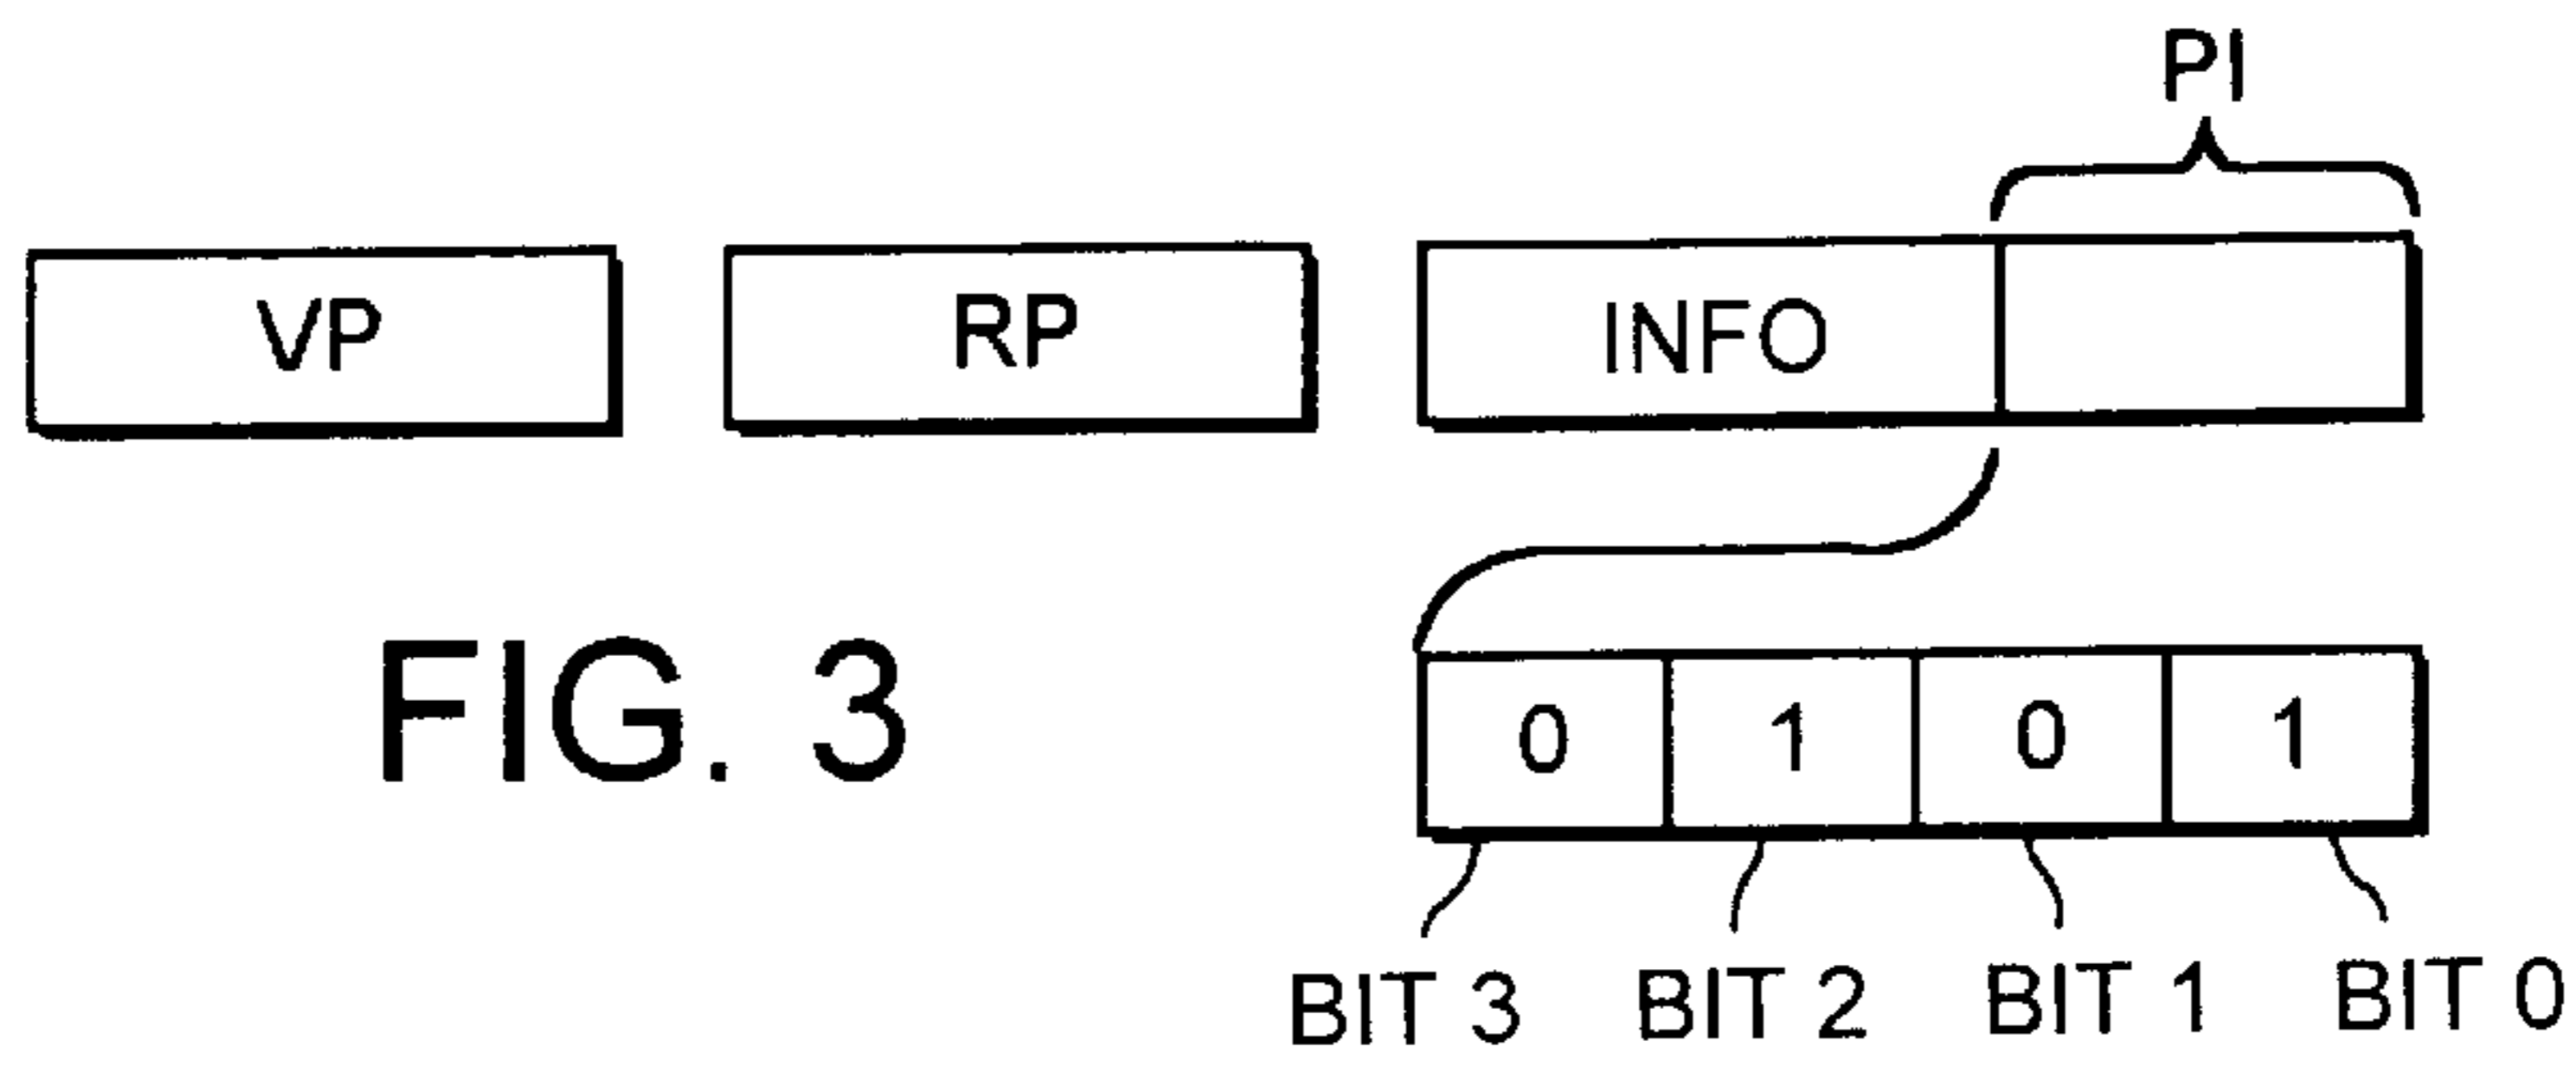 PI
VP RP INFO
FIG. 3
0 1 0 1
BIT 3 BIT 2 BIT 1 BIT 0